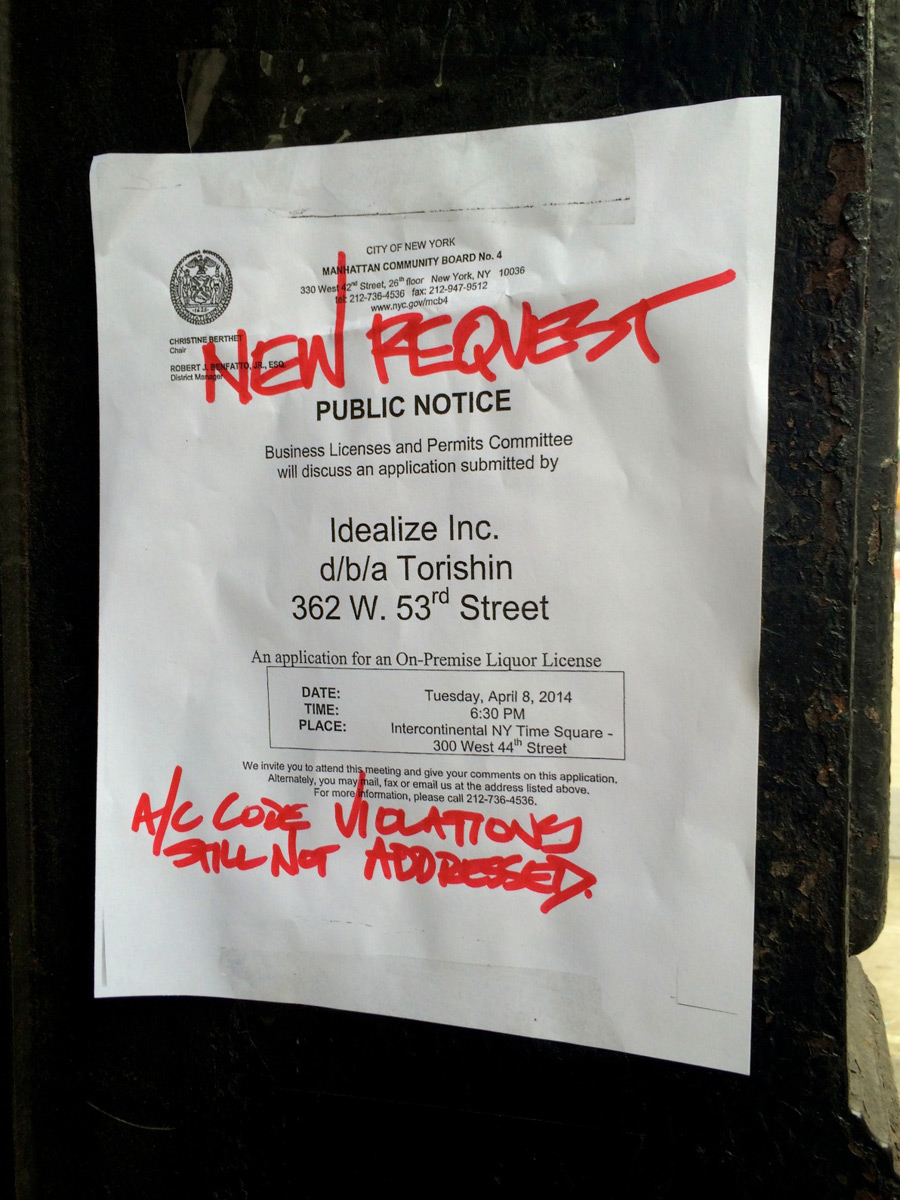 CITY OF NEW YORK
MANHATTAN COMMUNITY BOARD No. 4
330 West 42nd Street, 26th floor New York, NY 10036
tel: 212-736-4536 fax: 212-947-9512
www.nyc.gov/mcb4
CHRISTINE BERTHET
Chair
ROBERT J. BENFATTO, JR., ESQ.
District Manager
NEW REQUEST
PUBLIC NOTICE
Business Licenses and Permits Committee
will discuss an application submitted by
Idealize Inc.
d/b/a Torishin
362 W. 53rd Street
An application for an On-Premise Liquor License
DATE: Tuesday, April 8, 2014
TIME: 6:30 PM
PLACE: Intercontinental NY Time Square -
300 West 44th Street
We invite you to attend this meeting and give your comments on this application.
Alternately, you may mail, fax or email us at the address listed above.
For more information, please call 212-736-4536.
A/C CODE VIOLATIONS
STILL NOT ADDRESSED.